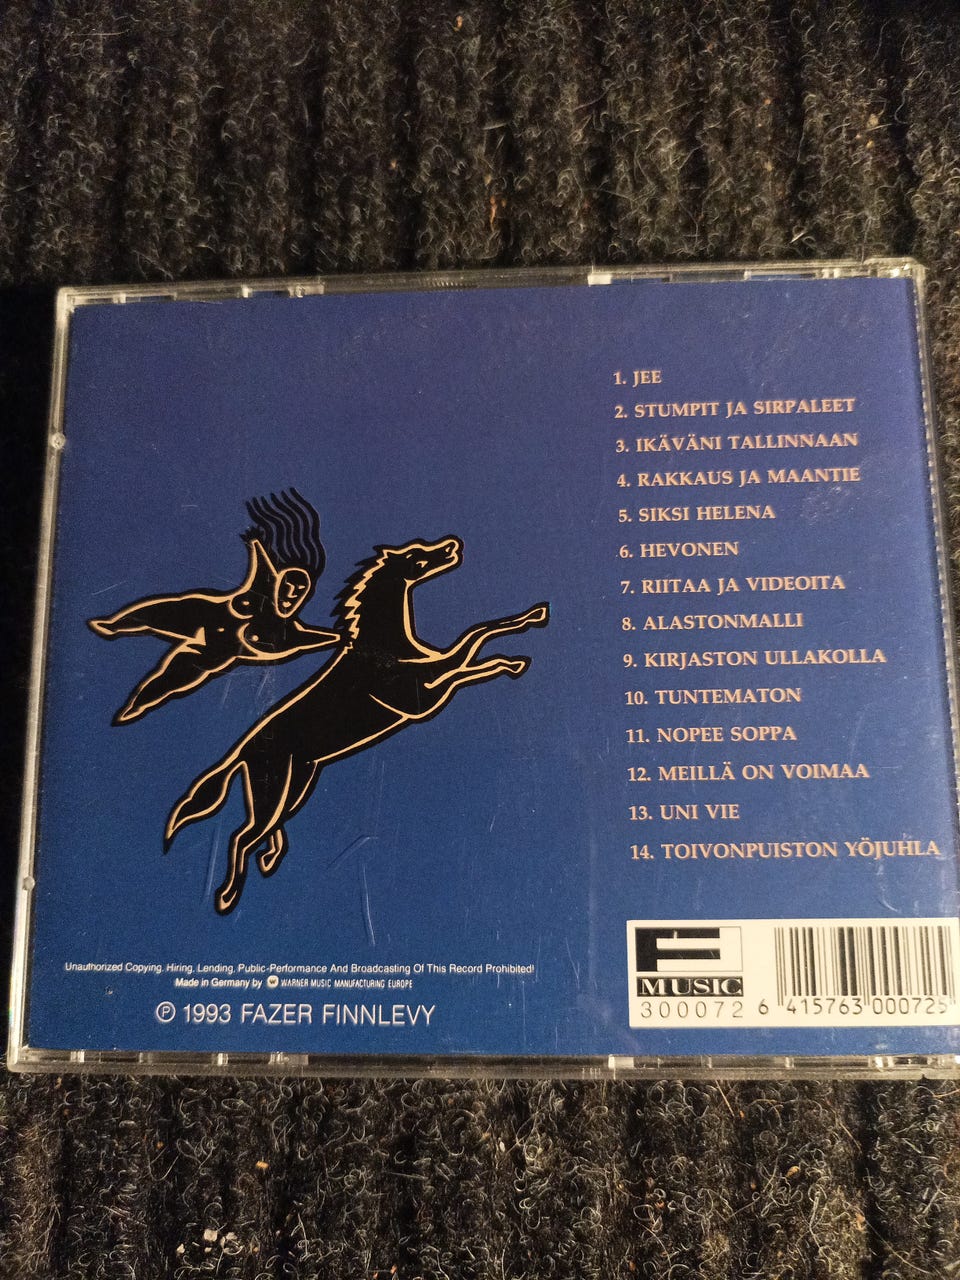 1. JEE
2. STUMPIT JA SIRPALEET
3. IKÄVÄNI TALLINNAAN
4. RAKKAUS JA MAANTIE
5. SIKSI HELENA
6. HEVONEN
7. RIITAA JA VIDEOITA
8. ALASTONMALLI
9. KIRJASTON ULLAKOLLA
10. TUNTEMATON
11. NOPEE SOPPA
12. MEILLÄ ON VOIMAA
13. UNI VIE
14. TOIVONPUISTON YÖJUHLA
Unauthorized Copying, Hiring, Lending, Public-Performance And Broadcasting Of This Record Prohibited!
Made in Germany by W WARNER MUSIC MANUFACTURING EUROPE
℗ 1993 FAZER FINNLEVY
F
MUSIC
300072
6 415763 000725